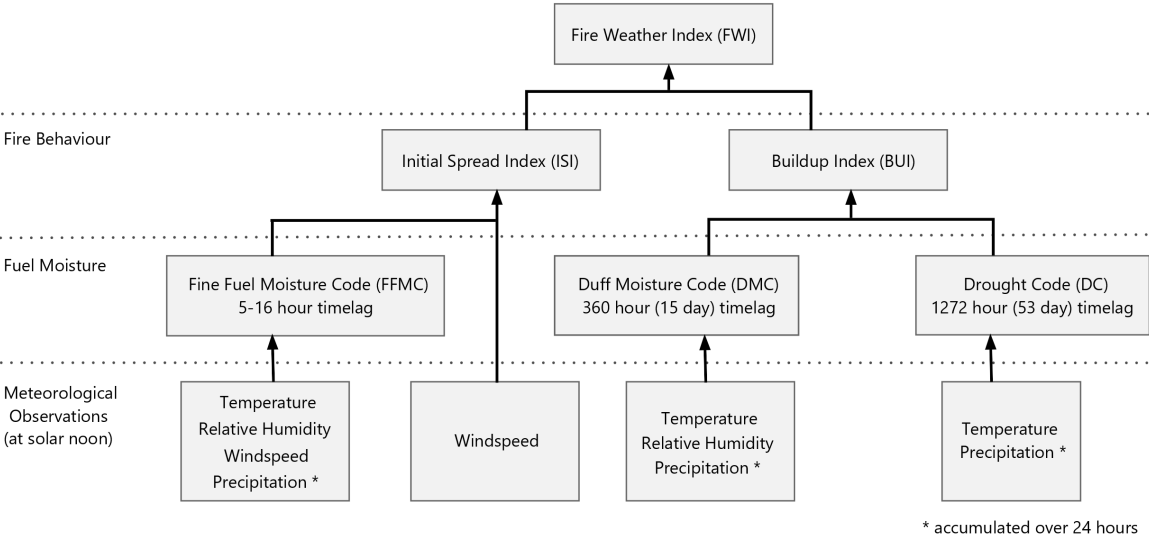 Fire Weather Index (FWI)
Fire Behaviour
Initial Spread Index (ISI)
Buildup Index (BUI)
Fuel Moisture
Fine Fuel Moisture Code (FFMC)
5-16 hour timelag
Duff Moisture Code (DMC)
360 hour (15 day) timelag
Drought Code (DC)
1272 hour (53 day) timelag
Meteorological
Observations
(at solar noon)
Temperature
Relative Humidity
Windspeed
Precipitation *
Windspeed
Temperature
Relative Humidity
Precipitation *
Temperature
Precipitation *
* accumulated over 24 hours